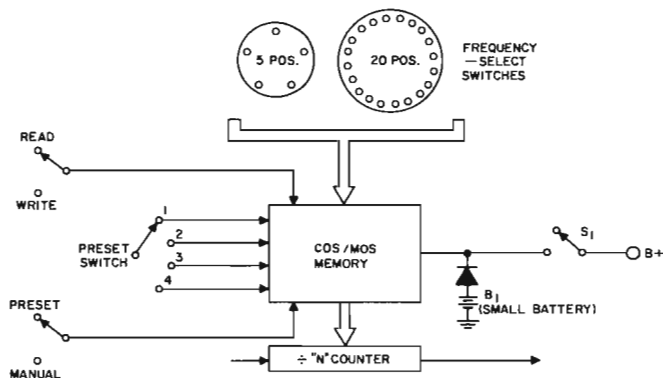 5 POS.
20 POS.
FREQUENCY
—SELECT
SWITCHES
READ
WRITE
1
2
3
4
PRESET
SWITCH
COS/MOS
MEMORY
S1
B+
B1
(SMALL BATTERY)
PRESET
MANUAL
÷ "N" COUNTER